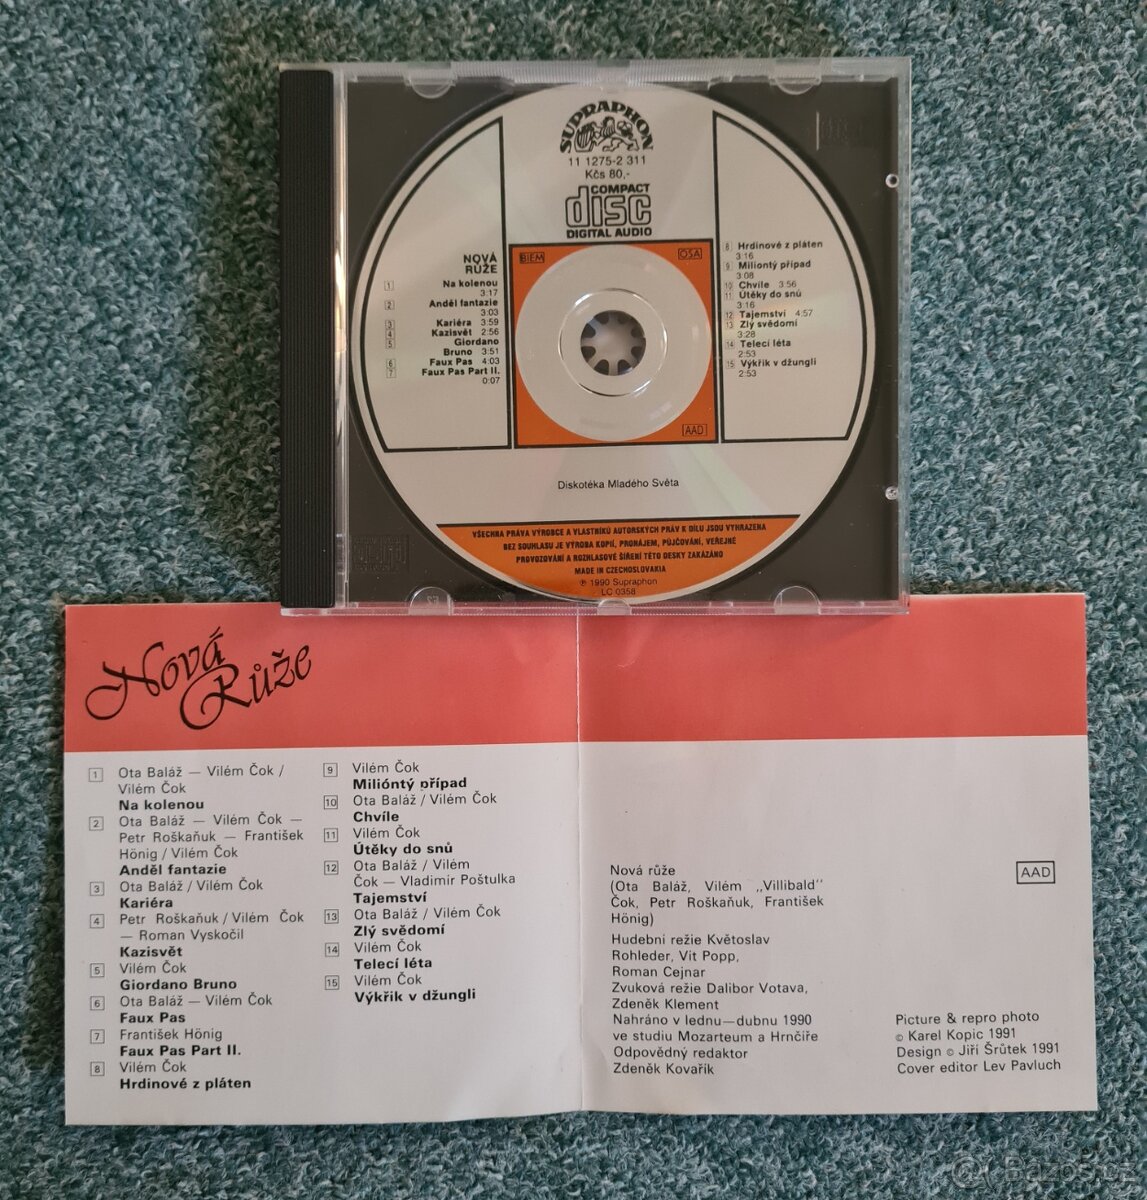 SUPRAPHON
11 1275-2 311
Kčs 80,-
COMPACT
disc
DIGITAL AUDIO
BIEM
OSA
AAD
NOVÁ
RŮŽE
1 Na kolenou
3:17
2 Anděl fantazie
3:03
3 Kariéra 3:59
4 Kazisvět 2:56
5 Giordano
Bruno 3:51
6 Faux Pas 4:03
7 Faux Pas Part II.
0:07
8 Hrdinové z pláten
3:16
9 Miliontý případ
3:08
10 Chvíle 3:56
11 Útěky do snů
3:16
12 Tajemství 4:57
13 Zlý svědomí
3:28
14 Telecí léta
2:53
15 Výkřik v džungli
2:53
Diskotéka Mladého Světa
VŠECHNA PRÁVA VÝROBCE A VLASTNÍKŮ AUTORSKÝCH PRÁV K DÍLU JSOU VYHRAZENA
BEZ SOUHLASU JE VÝROBA KOPIÍ, PRONÁJEM, PŮJČOVÁNÍ, VEŘEJNÉ
PROVOZOVÁNÍ A ROZHLASOVÉ ŠÍŘENÍ TÉTO DESKY ZAKÁZÁNO
MADE IN CZECHOSLOVAKIA
℗ 1990 Supraphon
LC 0358
Nová
Růže
1 Ota Baláž — Vilém Čok /
Vilém Čok
Na kolenou
2 Ota Baláž — Vilém Čok —
Petr Roškaňuk — František
Hönig / Vilém Čok
Anděl fantazie
3 Ota Baláž / Vilém Čok
Kariéra
4 Petr Roškaňuk / Vilém Čok
— Roman Vyskočil
Kazisvět
5 Vilém Čok
Giordano Bruno
6 Ota Baláž — Vilém Čok
Faux Pas
7 František Hönig
Faux Pas Part II.
8 Vilém Čok
Hrdinové z pláten
9 Vilém Čok
Milióntý případ
10 Ota Baláž / Vilém Čok
Chvíle
11 Vilém Čok
Útěky do snů
12 Ota Baláž / Vilém
Čok — Vladimír Poštulka
Tajemství
13 Ota Baláž / Vilém Čok
Zlý svědomí
14 Vilém Čok
Telecí léta
15 Vilém Čok
Výkřik v džungli
Nová růže
(Ota Baláž, Vilém „Villibald"
Čok, Petr Roškaňuk, František
Hönig)
Hudební režie Květoslav
Rohleder, Vít Popp,
Roman Cejnar
Zvuková režie Dalibor Votava,
Zdeněk Klement
Nahráno v lednu—dubnu 1990
ve studiu Mozarteum a Hrnčíře
Odpovědný redaktor
Zdeněk Kovařík
AAD
Picture & repro photo
© Karel Kopic 1991
Design © Jiří Šrůtek 1991
Cover editor Lev Pavluch
@ Bazos.cz